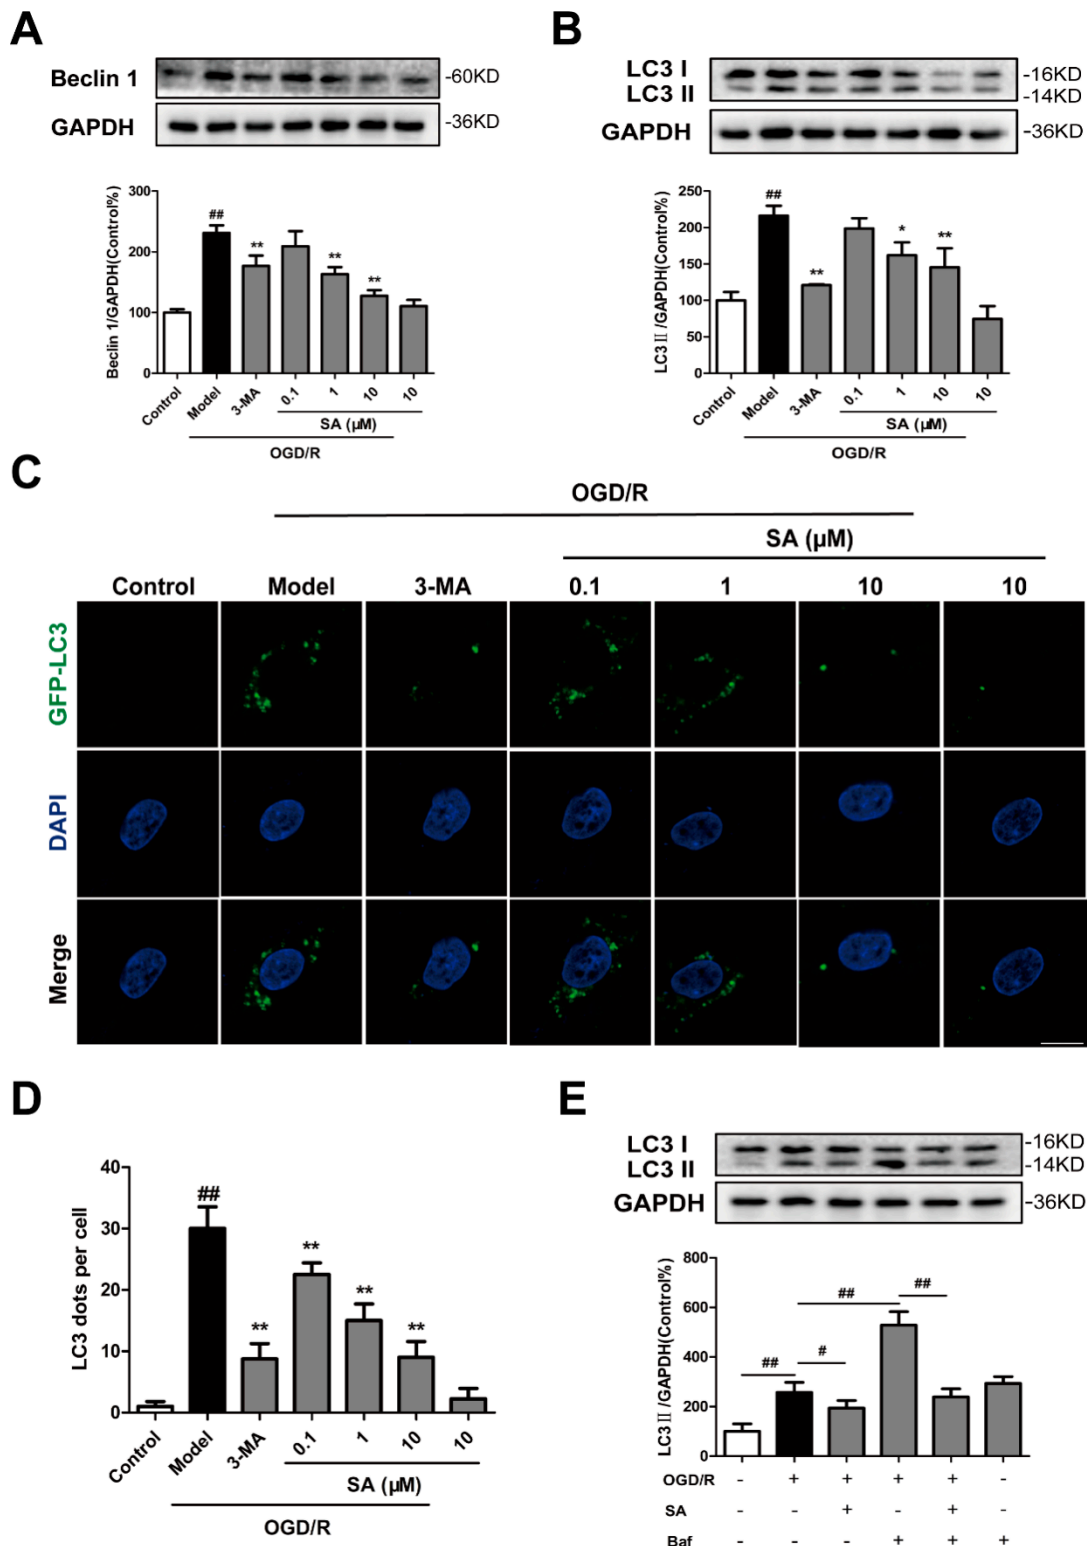 A
Beclin 1
-60KD
GAPDH
-36KD
Beclin 1/GAPDH(Control%)
300
200
100
0
##
**
**
**
Control
Model
3-MA
0.1
1
10
10
SA (μM)
OGD/R
B
LC3 I
-16KD
LC3 II
-14KD
GAPDH
-36KD
LC3 II /GAPDH(Control%)
250
200
150
100
50
0
##
**
*
**
Control
Model
3-MA
0.1
1
10
10
SA (μM)
OGD/R
C
OGD/R
SA (μM)
Control Model 3-MA 0.1 1 10 10
GFP-LC3
DAPI
Merge
D
LC3 dots per cell
40
30
20
10
0
##
**
**
**
**
Control
Model
3-MA
0.1
1
10
10
SA (μM)
OGD/R
E
LC3 I
-16KD
LC3 II
-14KD
GAPDH
-36KD
LC3 II /GAPDH(Control%)
800
600
400
200
0
##
#
##
##
OGD/R - + + + + -
SA - - + - + -
Baf - - - + + +